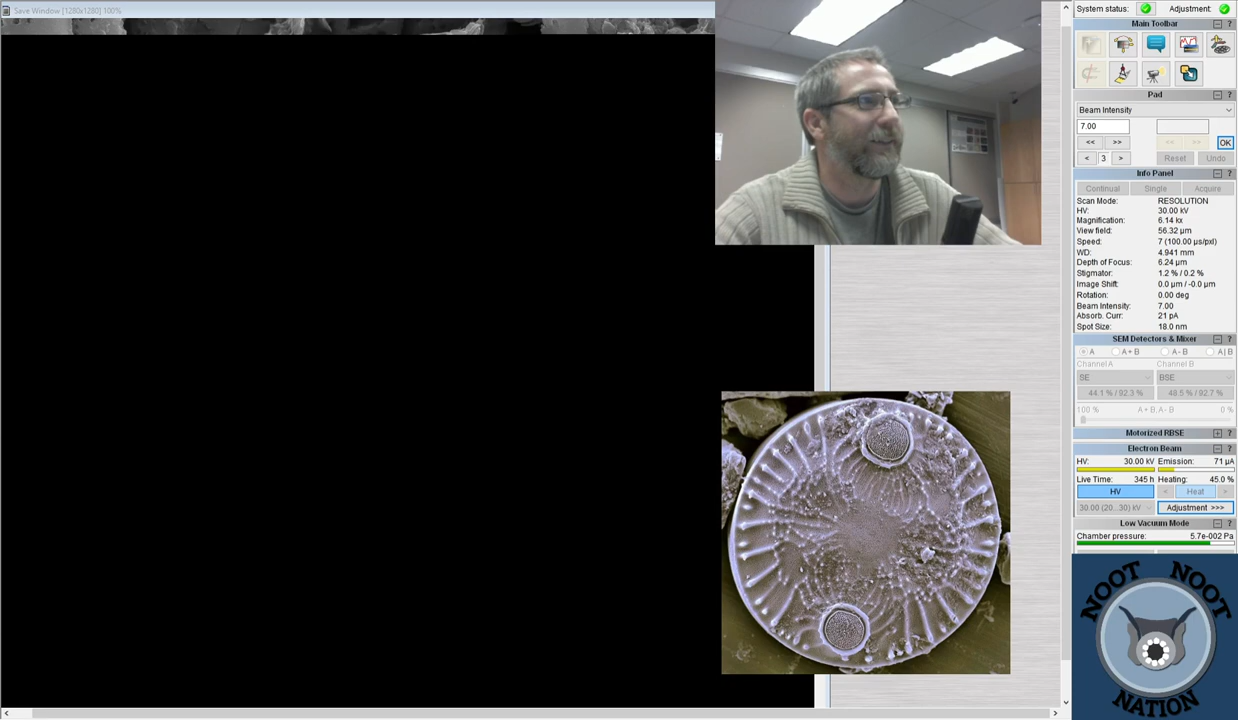 Save Window [1280x1280] 100%
System status: Adjustment:
Main Toolbar
Pad
Beam Intensity
7.00
<< >> << >> OK
< 3 > Reset Undo
Info Panel
Continual Single Acquire
Scan Mode: RESOLUTION
HV: 30.00 kV
Magnification: 6.14 kx
View field: 56.32 µm
Speed: 7 (100.00 µs/pxl)
WD: 4.941 mm
Depth of Focus: 6.24 µm
Stigmator: 1.2 % / 0.2 %
Image Shift: 0.0 µm / -0.0 µm
Rotation: 0.00 deg
Beam Intensity: 7.00
Absorb. Curr: 21 pA
Spot Size: 18.0 nm
SEM Detectors & Mixer
A A + B A - B A | B
Channel A Channel B
SE BSE
44.1 % / 92.3 % 48.5 % / 92.7 %
100 % A + B, A - B 0 %
Motorized RBSE
Electron Beam
HV: 30.00 kV Emission: 71 µA
Live Time: 345 h Heating: 45.0 %
HV < Heat >
30.00 (20...30) kV Adjustment >>>
Low Vacuum Mode
Chamber pressure: 5.7e-002 Pa
NOOT NOOT
NATION